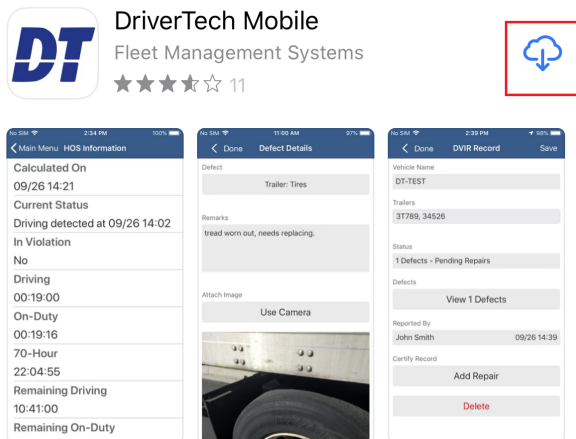 DT
DriverTech Mobile
Fleet Management Systems
11
No SIM 2:34 PM 100%
Main Menu HOS Information
Calculated On
09/26 14:21
Current Status
Driving detected at 09/26 14:02
In Violation
No
Driving
00:19:00
On-Duty
00:19:16
70-Hour
22:04:55
Remaining Driving
10:41:00
Remaining On-Duty
No SIM 11:00 AM 97%
Done Defect Details
Defect
Trailer: Tires
Remarks
tread worn out, needs replacing.
Attach Image
Use Camera
No SIM 2:39 PM 98%
Done DVIR Record Save
Vehicle Name
DT-TEST
Trailers
3T789, 34526
Status
1 Defects - Pending Repairs
Defects
View 1 Defects
Reported By
John Smith 09/26 14:39
Certify Record
Add Repair
Delete